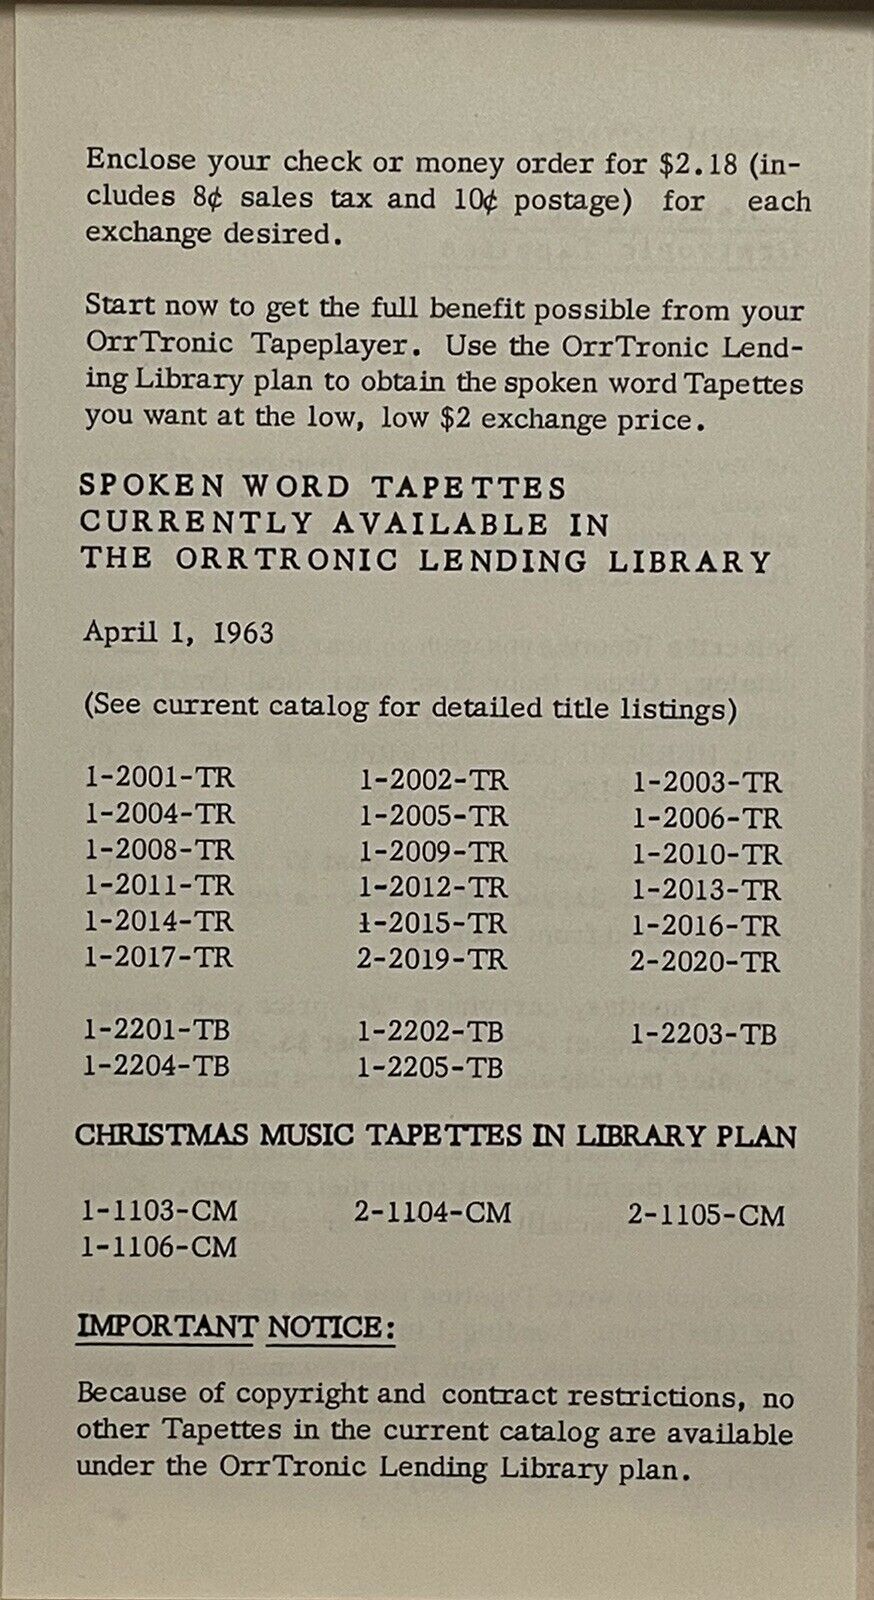 Enclose your check or money order for $2.18 (in-
cludes 8¢ sales tax and 10¢ postage) for each
exchange desired.
Start now to get the full benefit possible from your
OrrTronic Tapeplayer. Use the OrrTronic Lend-
ing Library plan to obtain the spoken word Tapettes
you want at the low, low $2 exchange price.
SPOKEN WORD TAPETTES
CURRENTLY AVAILABLE IN
THE ORRTRONIC LENDING LIBRARY
April 1, 1963
(See current catalog for detailed title listings)
1-2001-TR 1-2002-TR 1-2003-TR
1-2004-TR 1-2005-TR 1-2006-TR
1-2008-TR 1-2009-TR 1-2010-TR
1-2011-TR 1-2012-TR 1-2013-TR
1-2014-TR 1-2015-TR 1-2016-TR
1-2017-TR 2-2019-TR 2-2020-TR
1-2201-TB 1-2202-TB 1-2203-TB
1-2204-TB 1-2205-TB
CHRISTMAS MUSIC TAPETTES IN LIBRARY PLAN
1-1103-CM 2-1104-CM 2-1105-CM
1-1106-CM
IMPORTANT NOTICE:
Because of copyright and contract restrictions, no
other Tapettes in the current catalog are available
under the OrrTronic Lending Library plan.